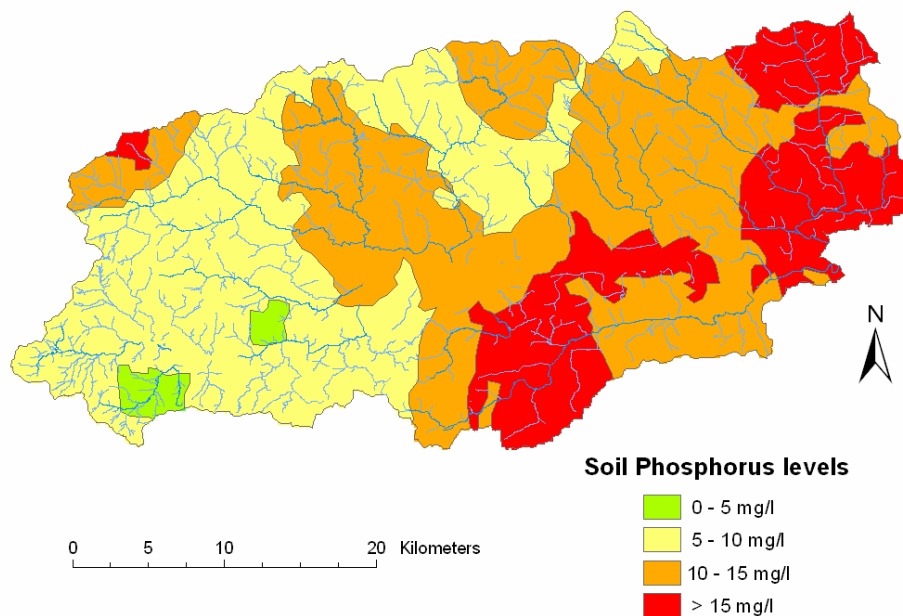 N
Soil Phosphorus levels
0 - 5 mg/l
5 - 10 mg/l
10 - 15 mg/l
> 15 mg/l
0 5 10 20 Kilometers